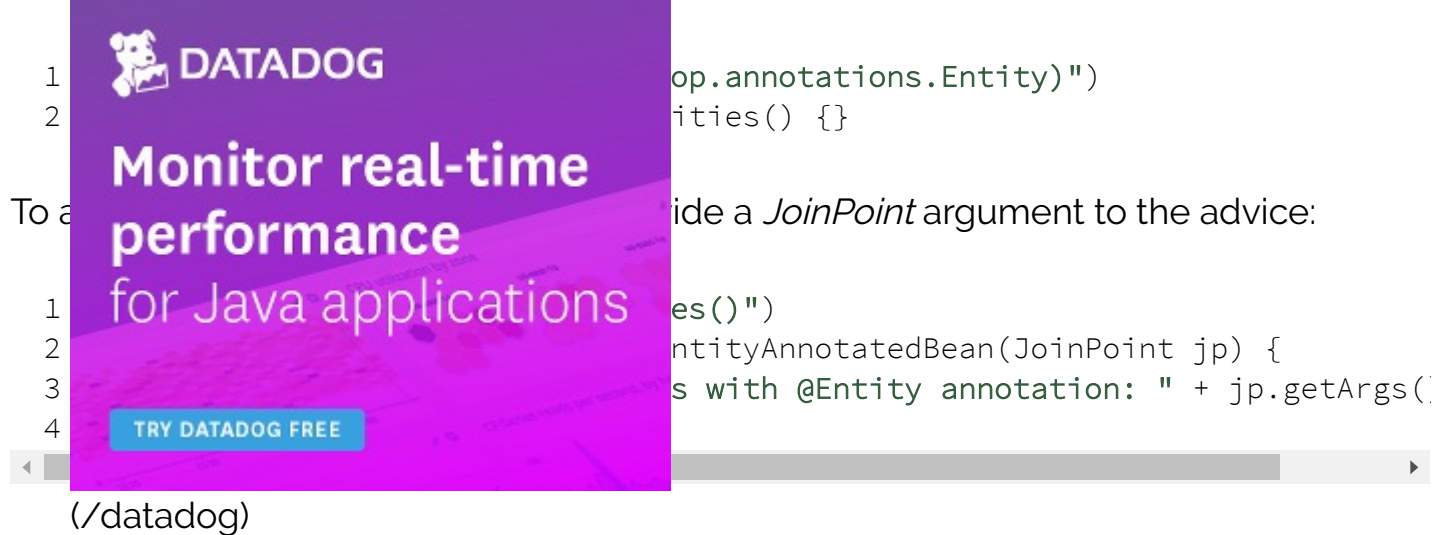 DATADOG
Monitor real-time
performance
for Java applications
TRY DATADOG FREE
1 op.annotations.Entity)")
2 ities() {}
To a ide a JoinPoint argument to the advice:
1 es()")
2 ntityAnnotatedBean(JoinPoint jp) {
3 s with @Entity annotation: " + jp.getArgs()
4
(/datadog)